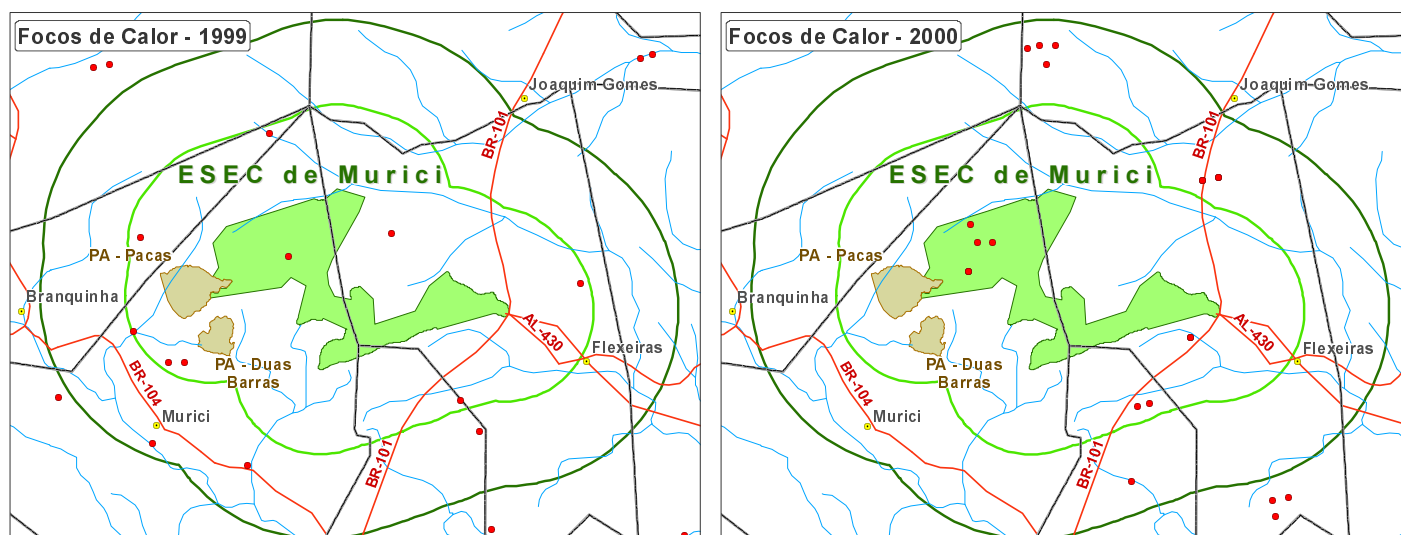 Focos de Calor - 1999
Joaquim Gomes
BR-101
ESEC de Murici
PA - Pacas
Branquinha
AL-430
Flexeiras
PA - Duas
Barras
BR-104
Murici
BR-101
Focos de Calor - 2000
Joaquim Gomes
BR-101
ESEC de Murici
PA - Pacas
Branquinha
AL-430
Flexeiras
PA - Duas
Barras
BR-104
Murici
BR-101